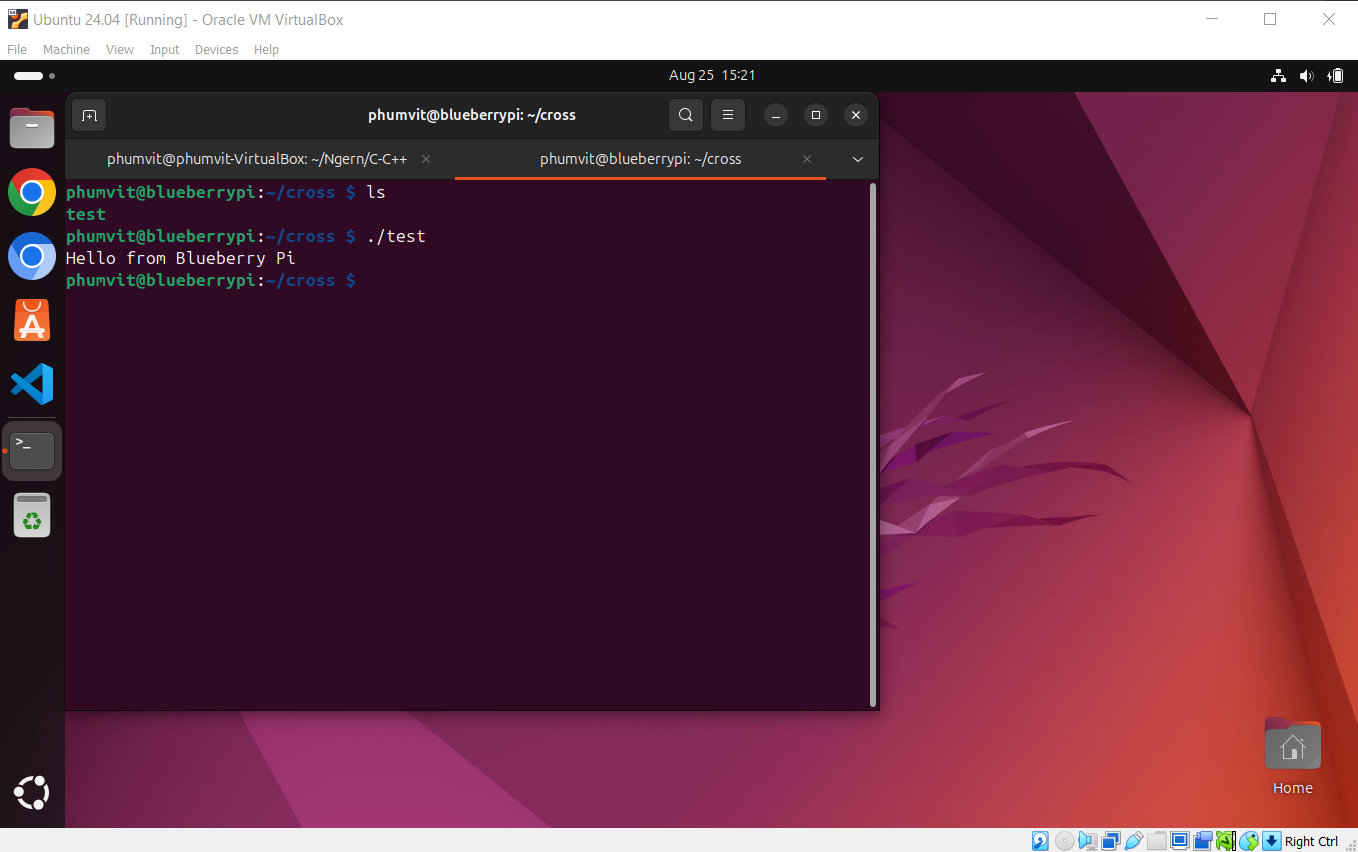 Ubuntu 24.04 [Running] - Oracle VM VirtualBox
File Machine View Input Devices Help
Aug 25 15:21
phumvit@blueberrypi: ~/cross
phumvit@phumvit-VirtualBox: ~/Ngern/C-C++
phumvit@blueberrypi: ~/cross
phumvit@blueberrypi:~/cross $ ls
test
phumvit@blueberrypi:~/cross $ ./test
Hello from Blueberry Pi
phumvit@blueberrypi:~/cross $
Home
Right Ctrl